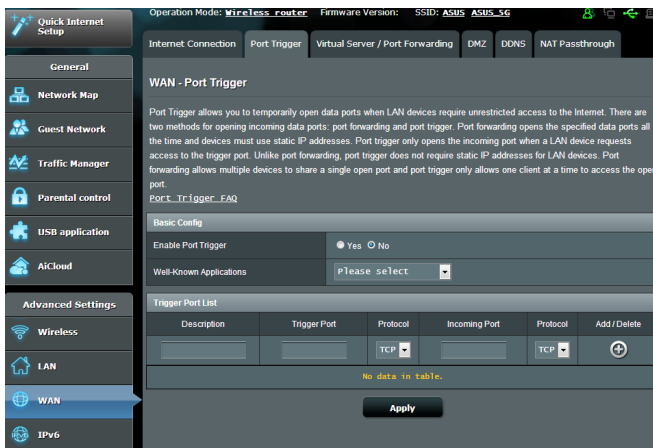 Quick Internet
Setup
Operation Mode: Wireless router Firmware Version: SSID: ASUS ASUS_5G
Internet Connection Port Trigger Virtual Server / Port Forwarding DMZ DDNS NAT Passthrough
General
Network Map
Guest Network
Traffic Manager
Parental control
USB application
AiCloud
Advanced Settings
Wireless
LAN
WAN
IPv6
WAN - Port Trigger
Port Trigger allows you to temporarily open data ports when LAN devices require unrestricted access to the Internet. There are
two methods for opening incoming data ports: port forwarding and port trigger. Port forwarding opens the specified data ports all
the time and devices must use static IP addresses. Port trigger only opens the incoming port when a LAN device requests
access to the trigger port. Unlike port forwarding, port trigger does not require static IP addresses for LAN devices. Port
forwarding allows multiple devices to share a single open port and port trigger only allows one client at a time to access the open
port.
Port Trigger FAQ
Basic Config
Enable Port Trigger Yes No
Well-Known Applications Please select
Trigger Port List
Description Trigger Port Protocol Incoming Port Protocol Add / Delete
TCP TCP
No data in table.
Apply